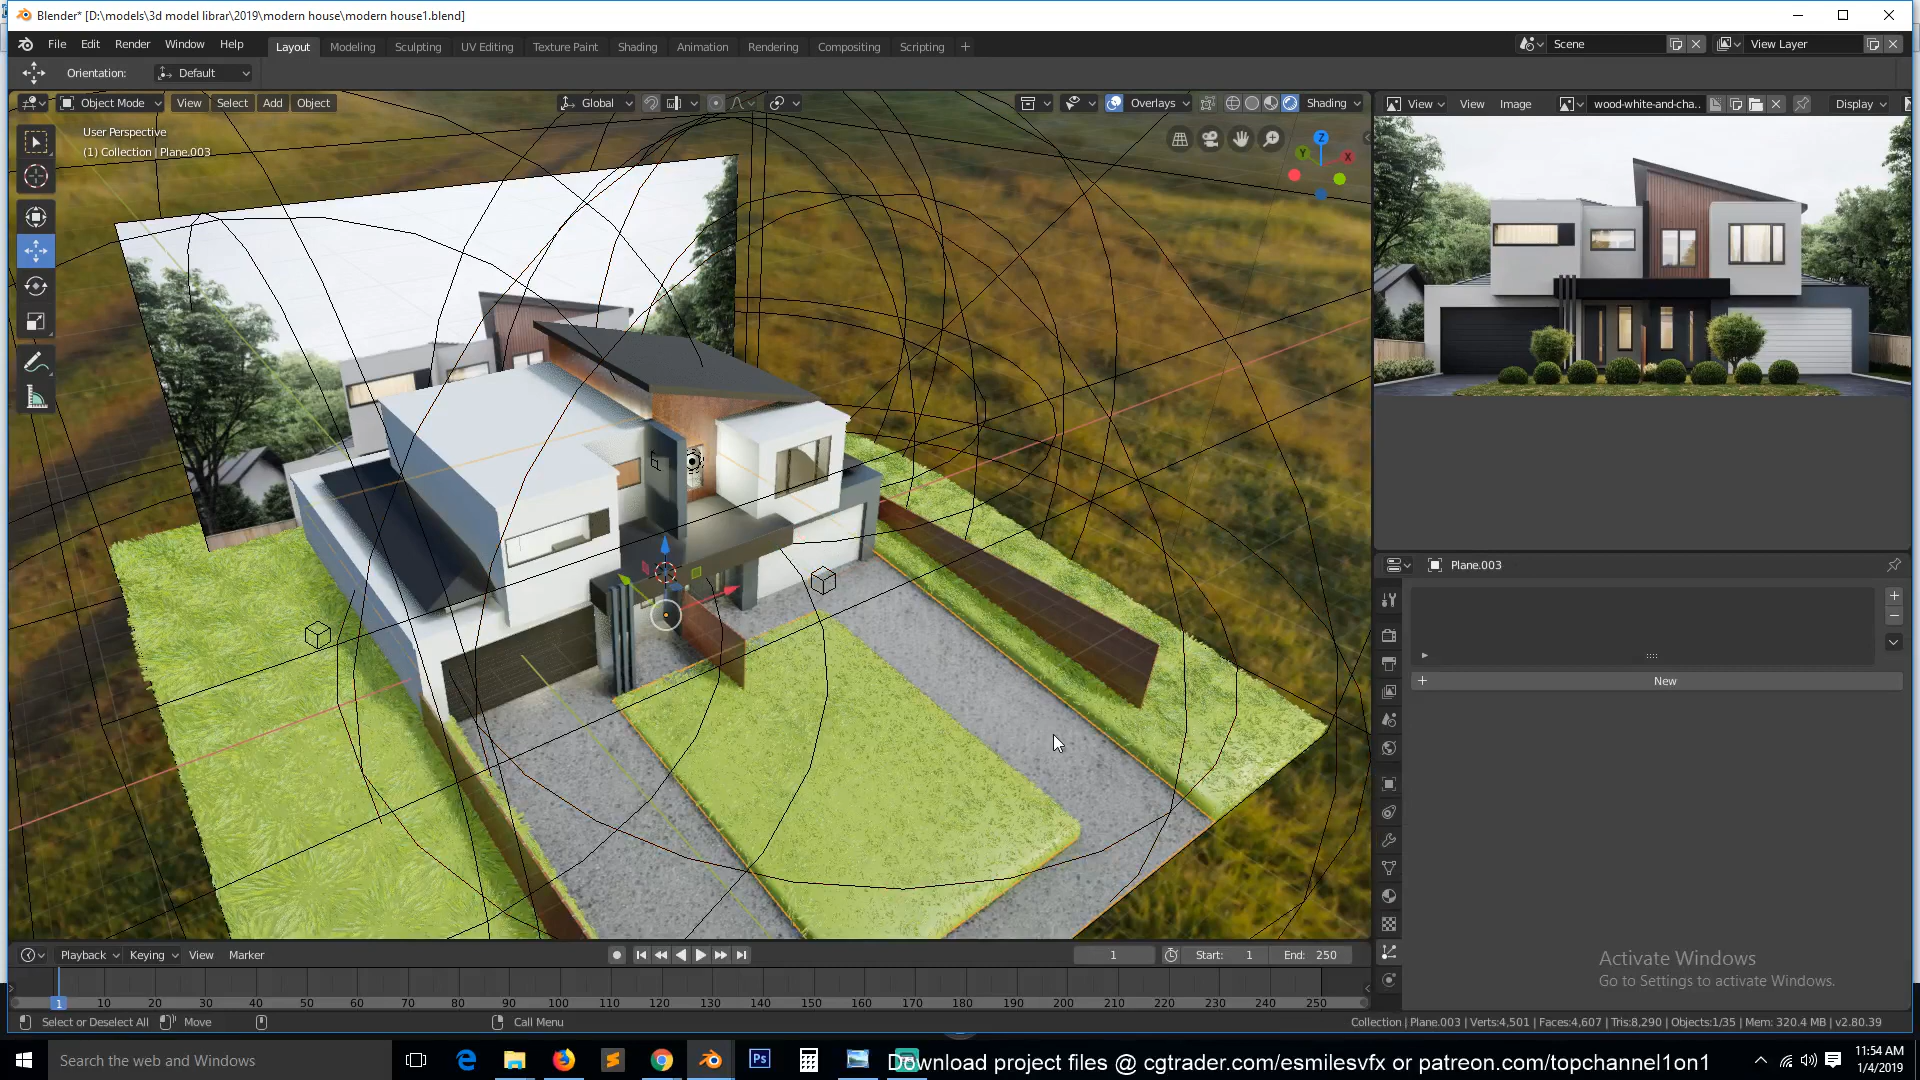 Blender* [D:\models\3d model librar\2019\modern house\modern house1.blend]
File Edit Render Window Help
Layout Modeling Sculpting UV Editing Texture Paint Shading Animation Rendering Compositing Scripting +
Scene
View Layer
Orientation: Default
Object Mode View Select Add Object
Global
Overlays Shading
View View Image wood-white-and-cha.. Display
User Perspective
(1) Collection | Plane.003
Z
Y
X
Plane.003
New
Playback Keying View Marker
1 Start: 1 End: 250
1 10 20 30 40 50 60 70 80 90 100 110 120 130 140 150 160 170 180 190 200 210 220 230 240 250
Activate Windows
Go to Settings to activate Windows.
Select or Deselect All Move Call Menu
Collection | Plane.003 | Verts:4,501 | Faces:4,607 | Tris:8,290 | Objects:1/35 | Mem: 320.4 MB | v2.80.39
Search the web and Windows
Ps
Download project files @ cgtrader.com/esmilesvfx or patreon.com/topchannel1on1
11:54 AM
1/4/2019